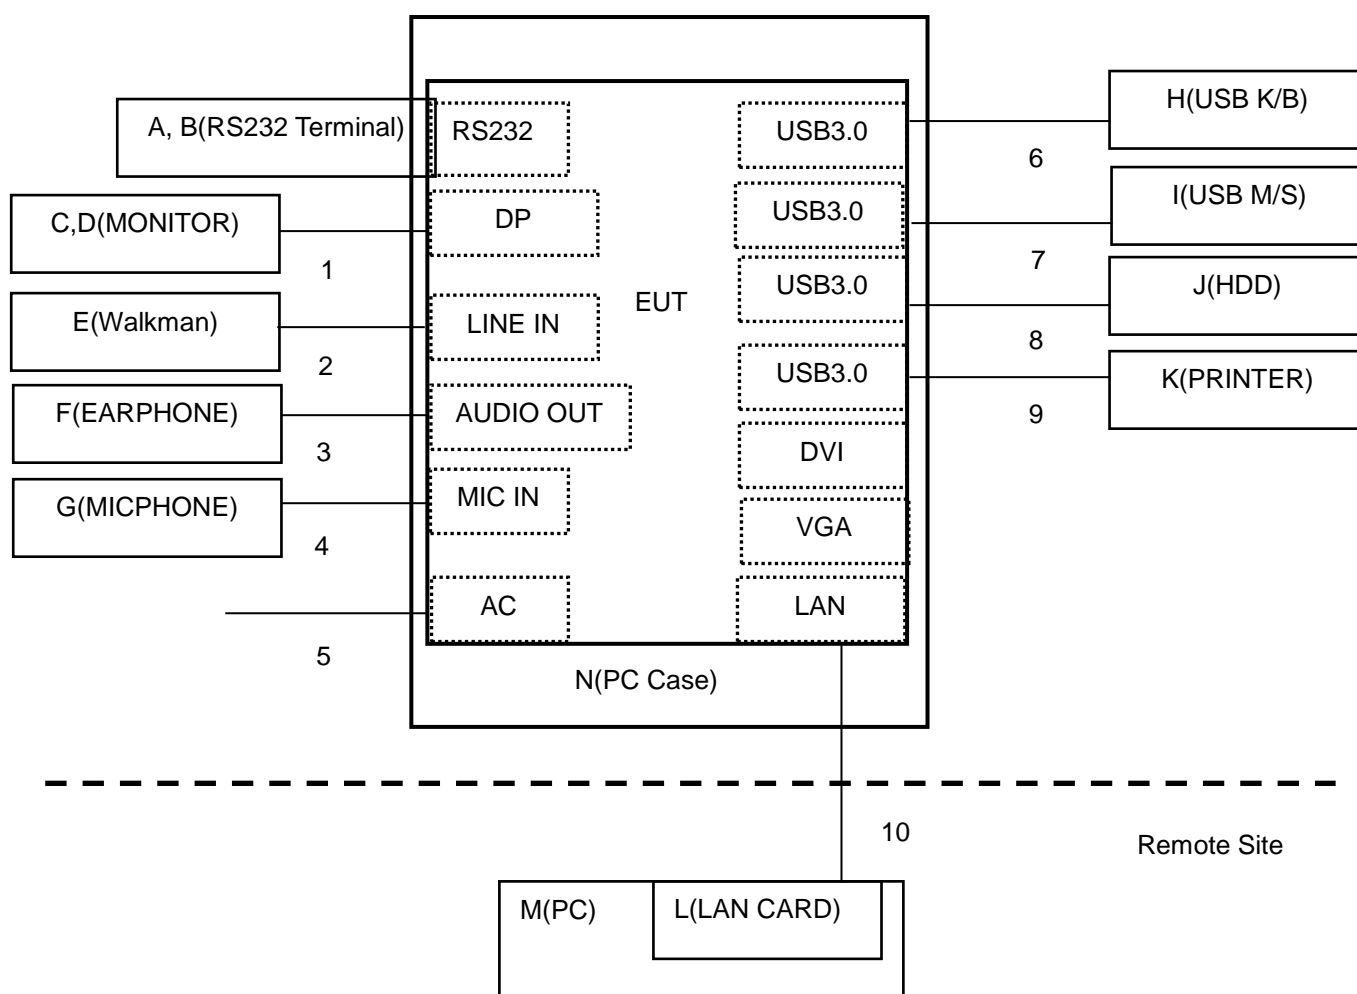 A, B(RS232 Terminal)
RS232
USB3.0
H(USB K/B)
6
C,D(MONITOR)
DP
USB3.0
I(USB M/S)
1
7
E(Walkman)
LINE IN
EUT
USB3.0
J(HDD)
2
8
F(EARPHONE)
AUDIO OUT
USB3.0
K(PRINTER)
3
9
G(MICPHONE)
MIC IN
DVI
4
VGA
AC
LAN
5
N(PC Case)
10
Remote Site
M(PC)
L(LAN CARD)